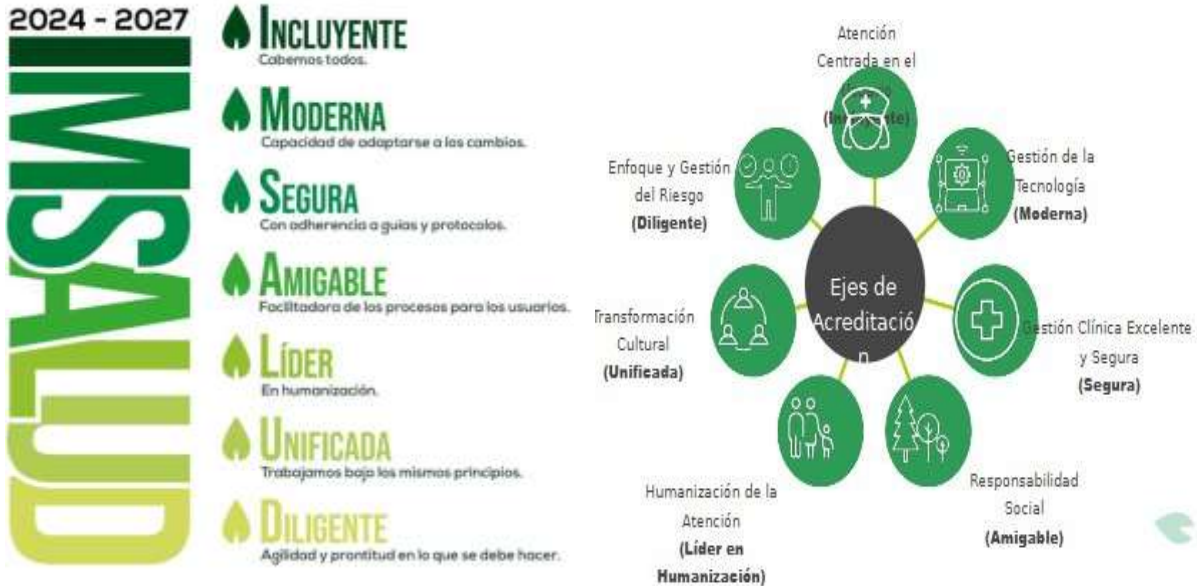 2024 - 2027
IMSALUD
INCLUYENTE
Cabemos todos.
MODERNA
Capacidad de adaptarse a los cambios.
SEGURA
Con adherencia a guías y protocolos.
AMIGABLE
Facilitadora de los procesos para los usuarios.
LÍDER
En humanización.
UNIFICADA
Trabajamos bajo los mismos principios.
DILIGENTE
Agilidad y prontitud en lo que se debe hacer.
Atención
Centrada en el
Gestión de la
Tecnología
(Moderna)
Gestión Clínica Excelente
y Segura
(Segura)
Responsabilidad
Social
(Amigable)
Humanización de la
Atención
(Líder en
Humanización)
Transformación
Cultural
(Unificada)
Enfoque y Gestión
del Riesgo
(Diligente)
Ejes de
Acreditació
n